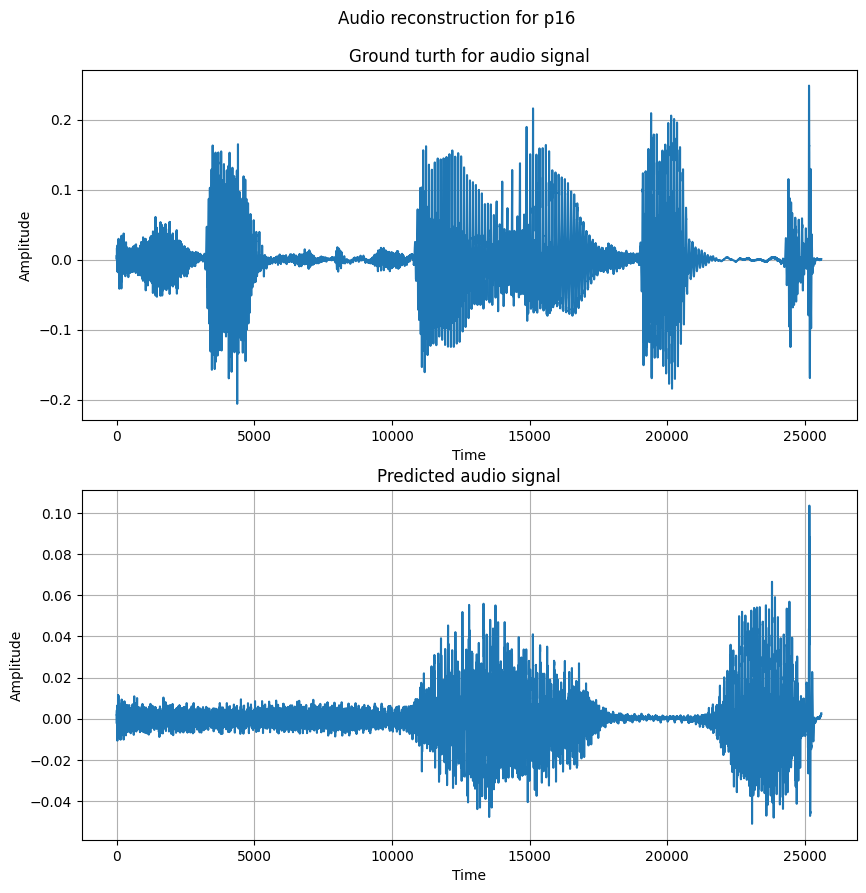 Audio reconstruction for p16
Ground turth for audio signal
Amplitude
0.2
0.1
0.0
−0.1
−0.2
0 5000 10000 15000 20000 25000
Time
Predicted audio signal
Amplitude
0.10
0.08
0.06
0.04
0.02
0.00
−0.02
−0.04
0 5000 10000 15000 20000 25000
Time